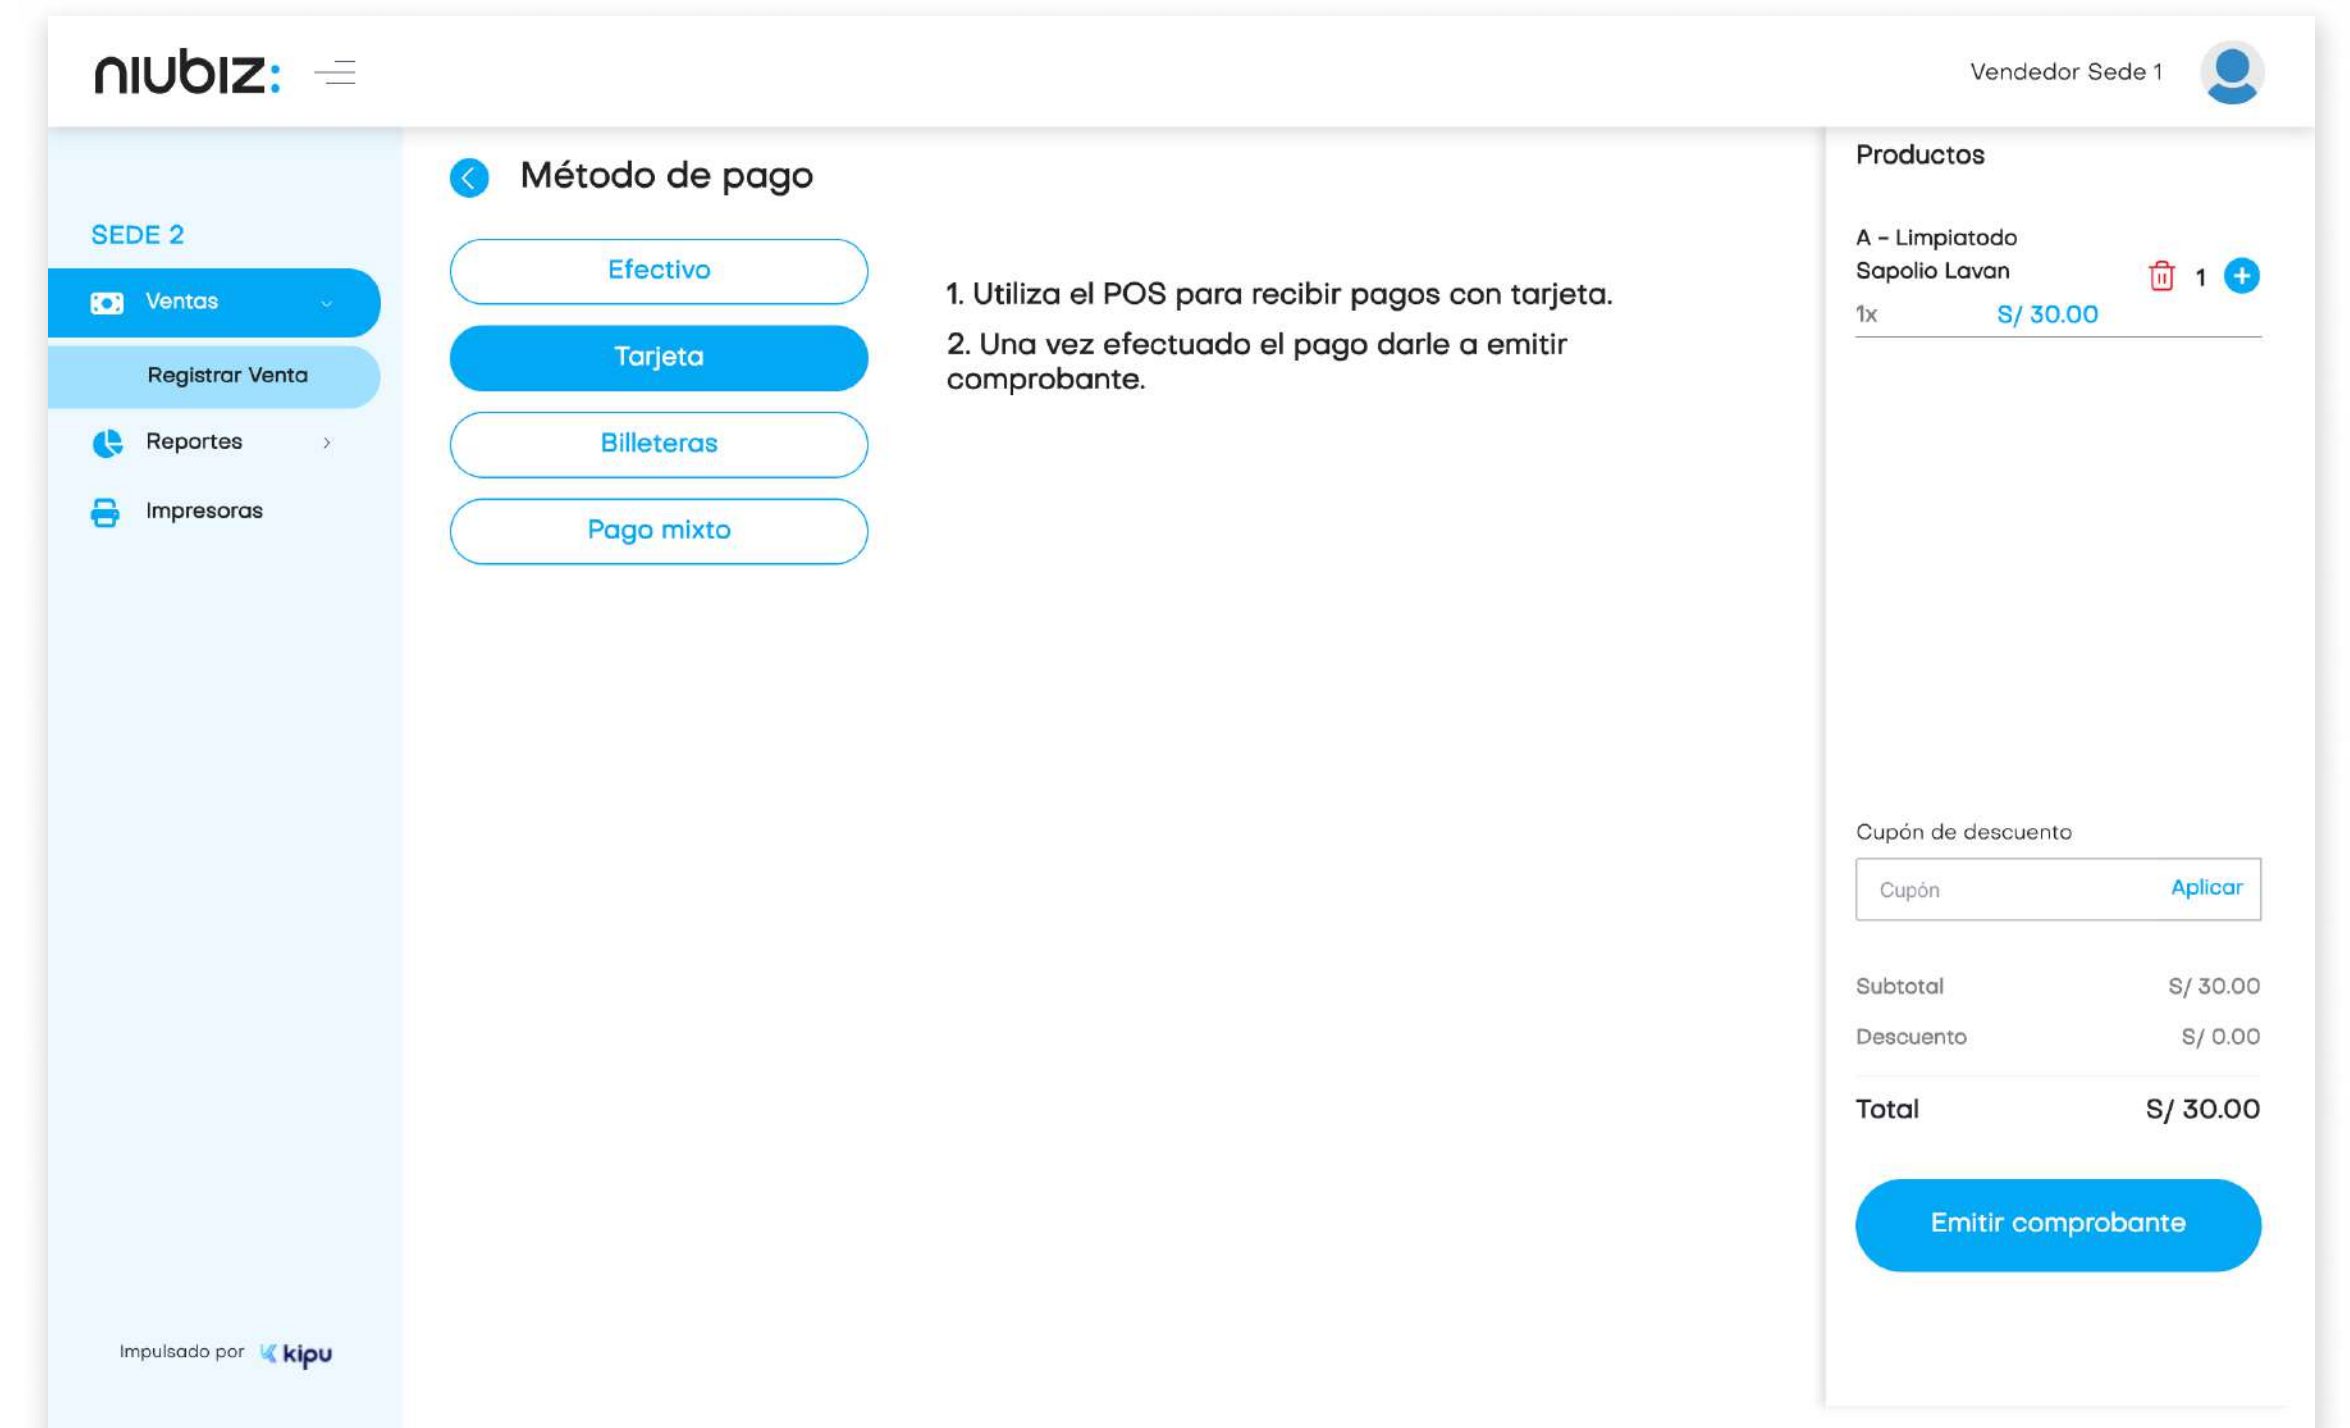 niubiz:
Vendedor Sede 1
SEDE 2
Ventas
Registrar Venta
Reportes
Impresoras
Impulsado por kipu
Método de pago
Efectivo
Tarjeta
Billeteras
Pago mixto
1. Utiliza el POS para recibir pagos con tarjeta.
2. Una vez efectuado el pago darle a emitir
comprobante.
Productos
A - Limpiatodo
Sapolio Lavan
1
1x S/ 30.00
Cupón de descuento
Cupón Aplicar
Subtotal S/ 30.00
Descuento S/ 0.00
Total S/ 30.00
Emitir comprobante